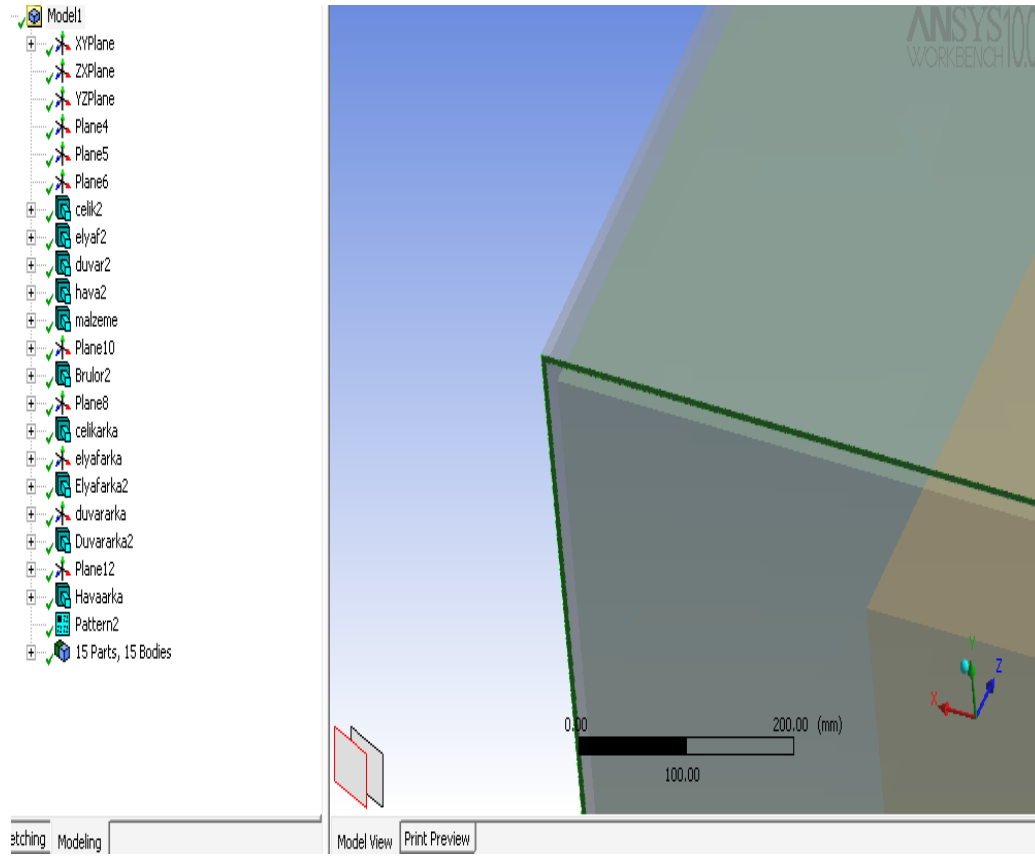 Model1
XYPlane
ZXPlane
YZPlane
Plane4
Plane5
Plane6
celik2
elyaf2
duvar2
hava2
malzeme
Plane10
Brulor2
Plane8
celikarka
elyafarka
Elyafarka2
duvararka
Duvararka2
Plane12
Havaarka
Pattern2
15 Parts, 15 Bodies
etching Modeling
ANSYS 10.0
WORKBENCH
Y
Z
X
0.00 200.00 (mm)
100.00
Model View Print Preview